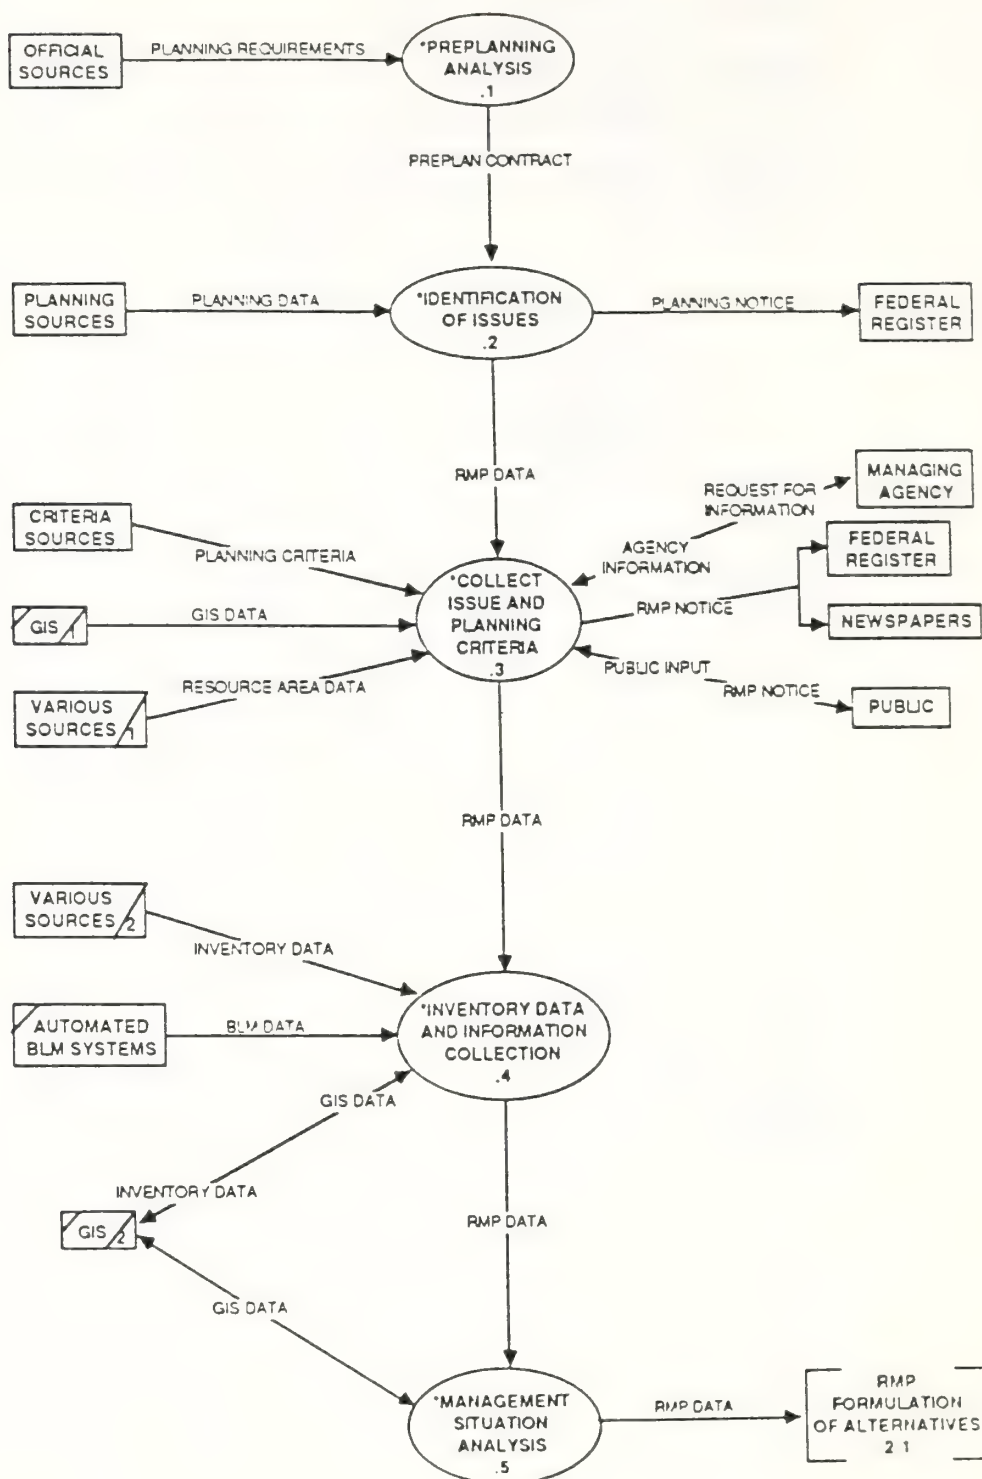 OFFICIAL
SOURCES
PLANNING REQUIREMENTS
*PREPLANNING
ANALYSIS
.1
PREPLAN CONTRACT
PLANNING
SOURCES
PLANNING DATA
*IDENTIFICATION
OF ISSUES
.2
PLANNING NOTICE
FEDERAL
REGISTER
RMP DATA
CRITERIA
SOURCES
PLANNING CRITERIA
GIS
1
GIS DATA
VARIOUS
SOURCES
1
RESOURCE AREA DATA
*COLLECT
ISSUE AND
PLANNING
CRITERIA
.3
REQUEST FOR
INFORMATION
MANAGING
AGENCY
AGENCY
INFORMATION
RMP NOTICE
FEDERAL
REGISTER
NEWSPAPERS
PUBLIC INPUT
RMP NOTICE
PUBLIC
RMP DATA
VARIOUS
SOURCES
2
INVENTORY DATA
AUTOMATED
BLM SYSTEMS
BLM DATA
*INVENTORY DATA
AND INFORMATION
COLLECTION
.4
GIS DATA
INVENTORY DATA
GIS
2
RMP DATA
GIS DATA
*MANAGEMENT
SITUATION
ANALYSIS
.5
RMP DATA
RMP
FORMULATION
OF ALTERNATIVES
2.1